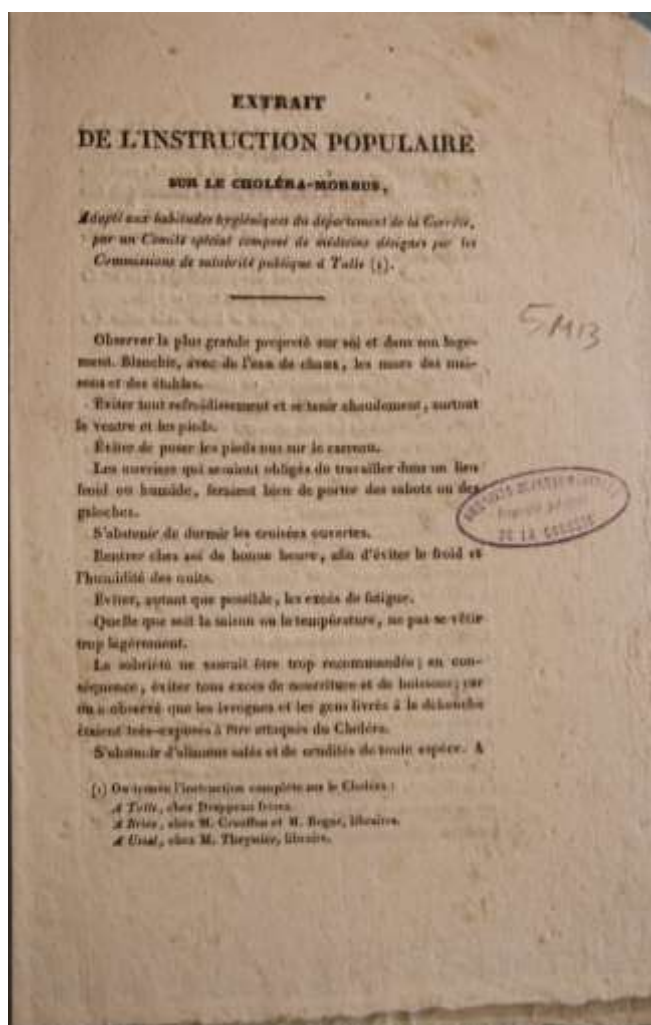 EXTRAIT
DE L'INSTRUCTION POPULAIRE
SUR LE CHOLÉRA-MORBUS,
Adapté aux habitudes hygiéniques du département de la Corrèze,
par un Comité spécial composé de médecins désignés par les
Commissions de salubrité publique à Tulle (1).
5 M13
Observer la plus grande propreté sur soi et dans son loge-
ment. Blanchir, avec de l'eau de chaux, les murs des mai-
sons et des étables.
Éviter tout refroidissement et se tenir chaudement, surtout
le ventre et les pieds.
Éviter de poser les pieds nus sur le carreau.
Les ouvriers qui seraient obligés de travailler dans un lieu
froid ou humide, feraient bien de porter des sabots ou des
galoches.
S'abstenir de dormir les croisées ouvertes.
Rentrer chez soi de bonne heure, afin d'éviter le froid et
l'humidité des nuits.
Éviter, autant que possible, les excès de fatigue.
Quelle que soit la saison ou la température, ne pas se vêtir
trop légèrement.
La sobriété ne saurait être trop recommandée; en con-
séquence, éviter tous excès de nourriture et de boissons; car
on a observé que les ivrognes et les gens livrés à la débauche
étaient très-exposés à être attaqués du Choléra.
S'abstenir d'alimens salés et de crudités de toute espèce. A
(1) On trouve l'instruction complète sur le Choléra:
A Tulle, chez Drappeau frères.
A Brive, chez M. et M. libraires.
A Ussel, chez M. libraire.
DE LA CORRÈZE